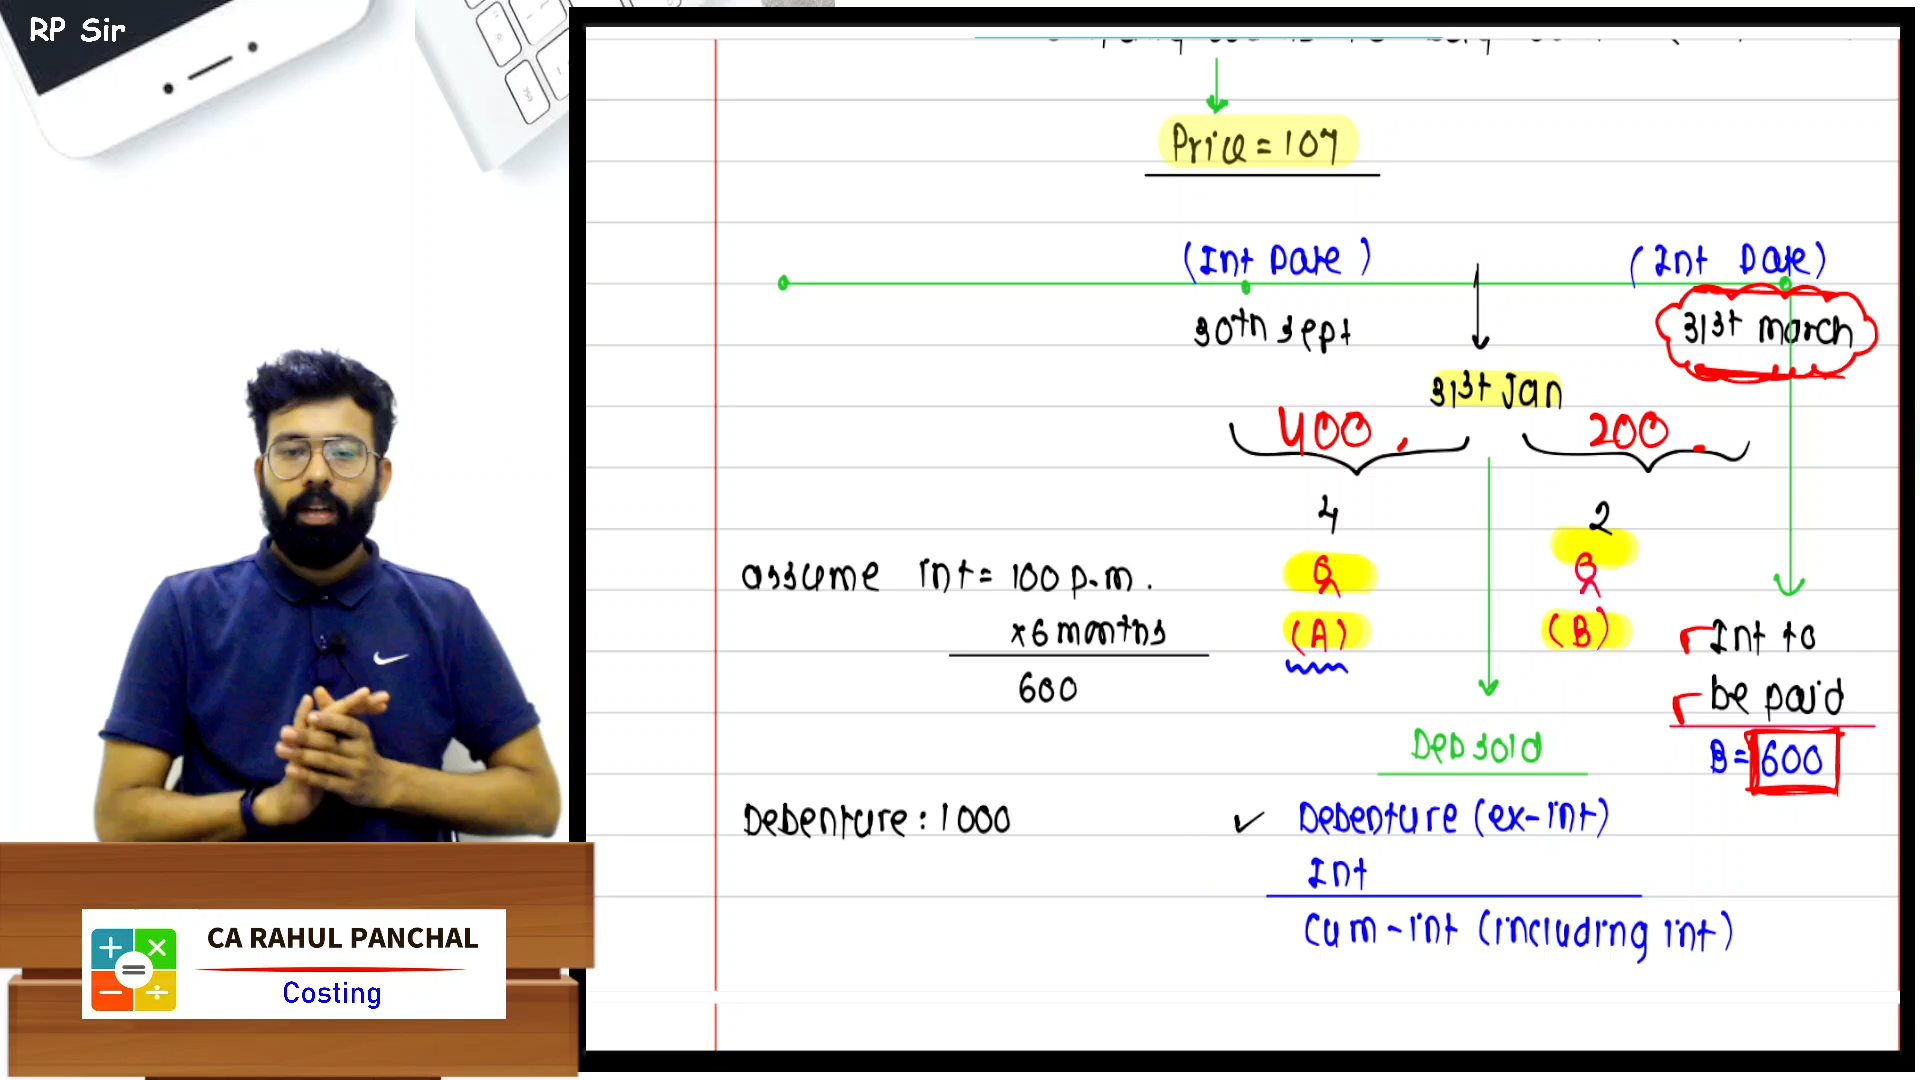 RP Sir
Price = 107
(Int Date)
(Int Date)
30th sept
31st march
31st Jan
400
200
4
2
assume int = 100 p.m.
x 6 months
600
(A)
(B)
Int to
be paid
B = 600
Deb sold
Debenture : 1000
✓ Debenture (ex-int)
Int
Cum-int (including int)
CA RAHUL PANCHAL
Costing